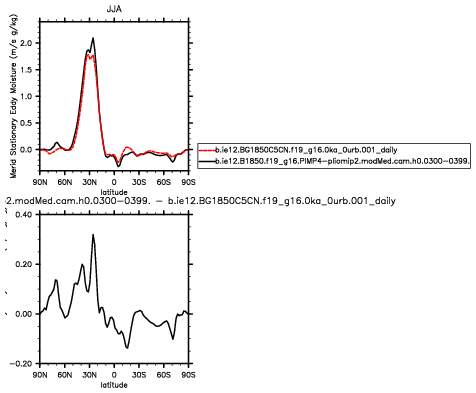 JJA
Merid Stationary Eddy Moisture (m/s g/kg)
2.0
1.5
1.0
0.5
0.0
90N 60N 30N 0 30S 60S 90S
latitude
b.ie12.BG1850C5CN.f19_g16.0ka_0urb.001_daily
b.ie12.B1850.f19_g16.PIMP4-pliomip2.modMed.cam.h0.0300-0399.
2.modMed.cam.h0.0300-0399. - b.ie12.BG1850C5CN.f19_g16.0ka_0urb.001_daily
0.40
0.20
0.00
-0.20
90N 60N 30N 0 30S 60S 90S
latitude